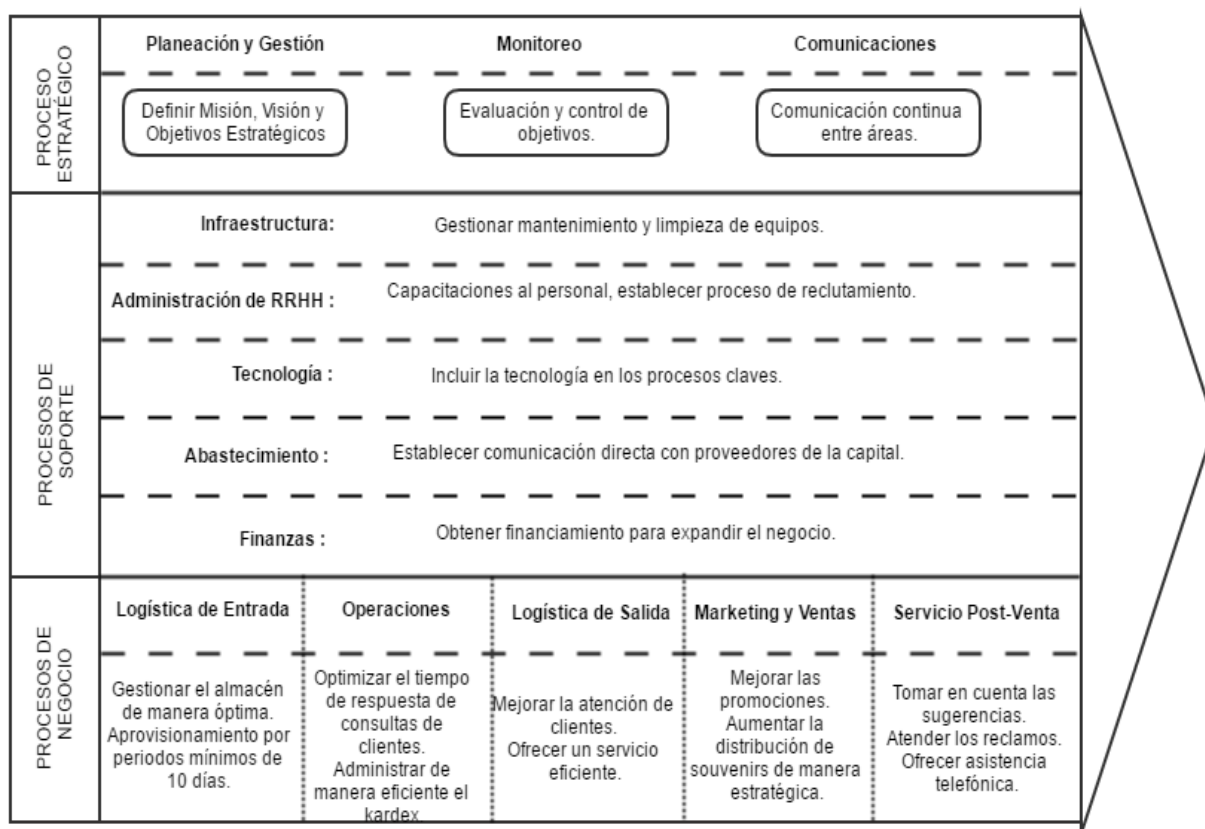 PROCESO
ESTRATÉGICO
Planeación y Gestión
Monitoreo
Comunicaciones
Definir Misión, Visión y
Objetivos Estratégicos
Evaluación y control de
objetivos.
Comunicación continua
entre áreas.
PROCESOS DE
SOPORTE
Infraestructura:
Gestionar mantenimiento y limpieza de equipos.
Administración de RRHH :
Capacitaciones al personal, establecer proceso de reclutamiento.
Tecnología :
Incluir la tecnología en los procesos claves.
Abastecimiento :
Establecer comunicación directa con proveedores de la capital.
Finanzas :
Obtener financiamiento para expandir el negocio.
PROCESOS DE
NEGOCIO
Logística de Entrada
Gestionar el almacén
de manera óptima.
Aprovisionamiento por
periodos mínimos de
10 días.
Operaciones
Optimizar el tiempo
de respuesta de
consultas de
clientes.
Administrar de
manera eficiente el
kardex.
Logística de Salida
Mejorar la atención de
clientes.
Ofrecer un servicio
eficiente.
Marketing y Ventas
Mejorar las
promociones.
Aumentar la
distribución de
souvenirs de manera
estratégica.
Servicio Post-Venta
Tomar en cuenta las
sugerencias.
Atender los reclamos.
Ofrecer asistencia
telefónica.